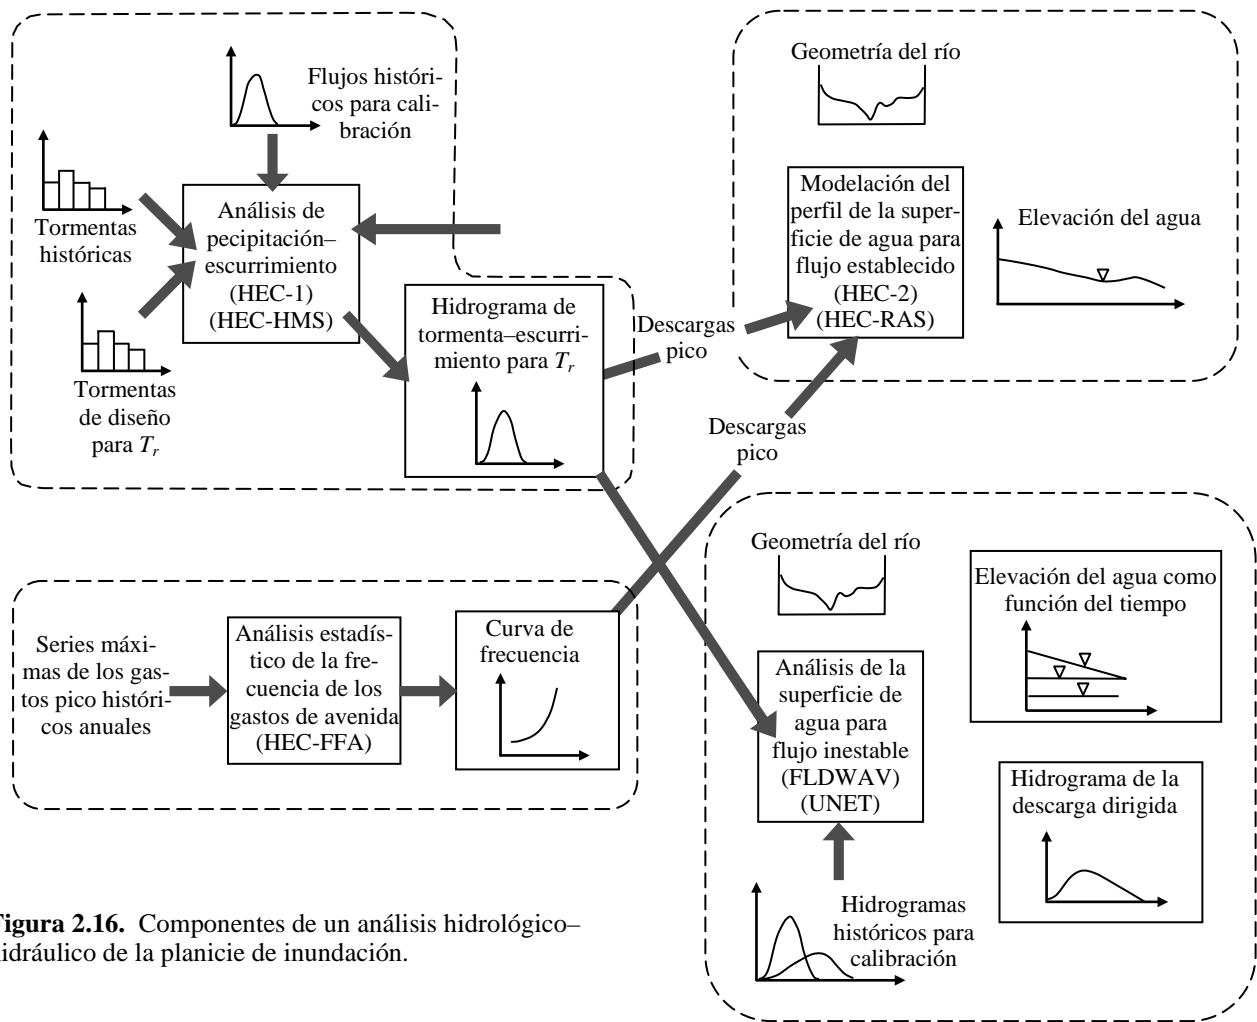 Flujos históri-
cos para cali-
bración
Tormentas
históricas
Análisis de
pecipitación–
escurrimiento
(HEC-1)
(HEC-HMS)
Tormentas
de diseño
para Tr
Hidrograma de
tormenta–escurri-
miento para Tr
Descargas
pico
Geometría del río
Modelación del
perfil de la super-
ficie de agua para
flujo establecido
(HEC-2)
(HEC-RAS)
Elevación del agua
Descargas
pico
Series máxi-
mas de los gas-
tos pico históri-
cos anuales
Análisis estadís-
tico de la fre-
cuencia de los
gastos de avenida
(HEC-FFA)
Curva de
frecuencia
Geometría del río
Análisis de la
superficie de
agua para
flujo inestable
(FLDWAV)
(UNET)
Elevación del agua como
función del tiempo
Hidrograma de la
descarga dirigida
Hidrogramas
históricos para
calibración
igura 2.16. Componentes de un análisis hidrológico–
idráulico de la planicie de inundación.